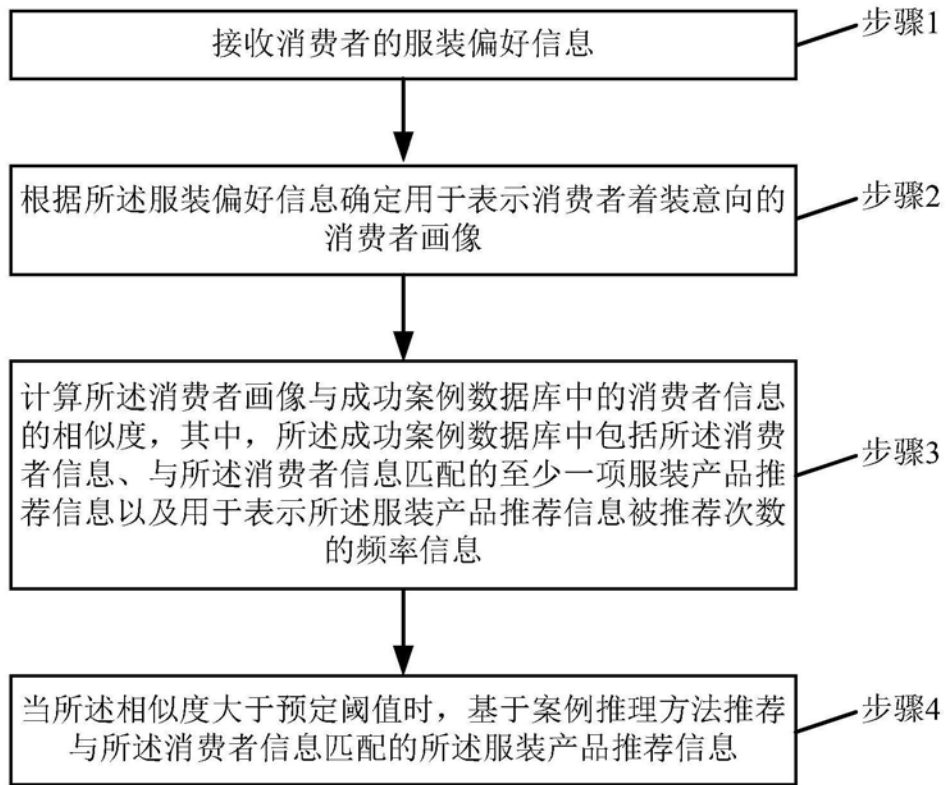 接收消费者的服装偏好信息
步骤1
根据所述服装偏好信息确定用于表示消费者着装意向的
消费者画像
步骤2
计算所述消费者画像与成功案例数据库中的消费者信息
的相似度，其中，所述成功案例数据库中包括所述消费
者信息、与所述消费者信息匹配的至少一项服装产品推
荐信息以及用于表示所述服装产品推荐信息被推荐次数
的频率信息
步骤3
当所述相似度大于预定阈值时，基于案例推理方法推荐
与所述消费者信息匹配的所述服装产品推荐信息
步骤4